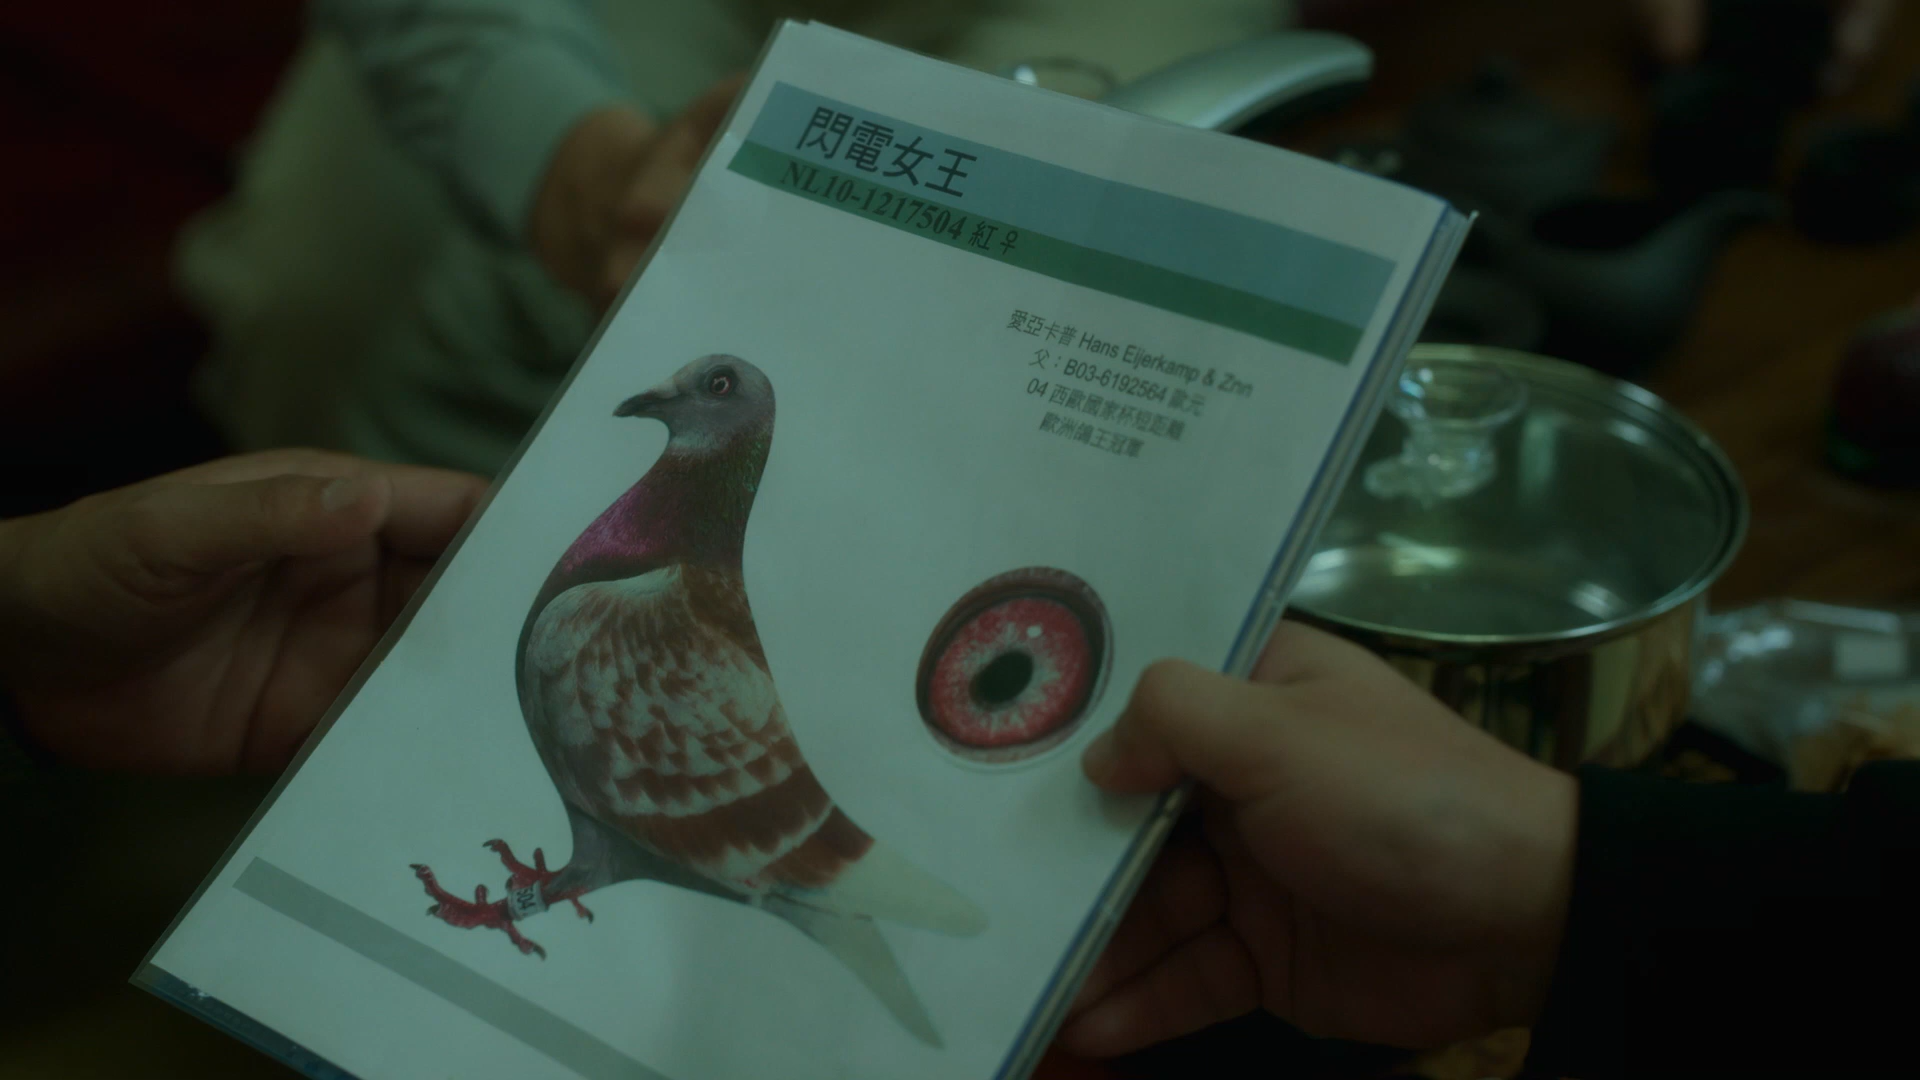 閃電女王
NL10-1217504 紅♀
愛亞卡普 Hans Eijerkamp & Znn
父：B03-6192564 歐元
04 西歐國家杯短距離
歐洲鴿王冠軍
504